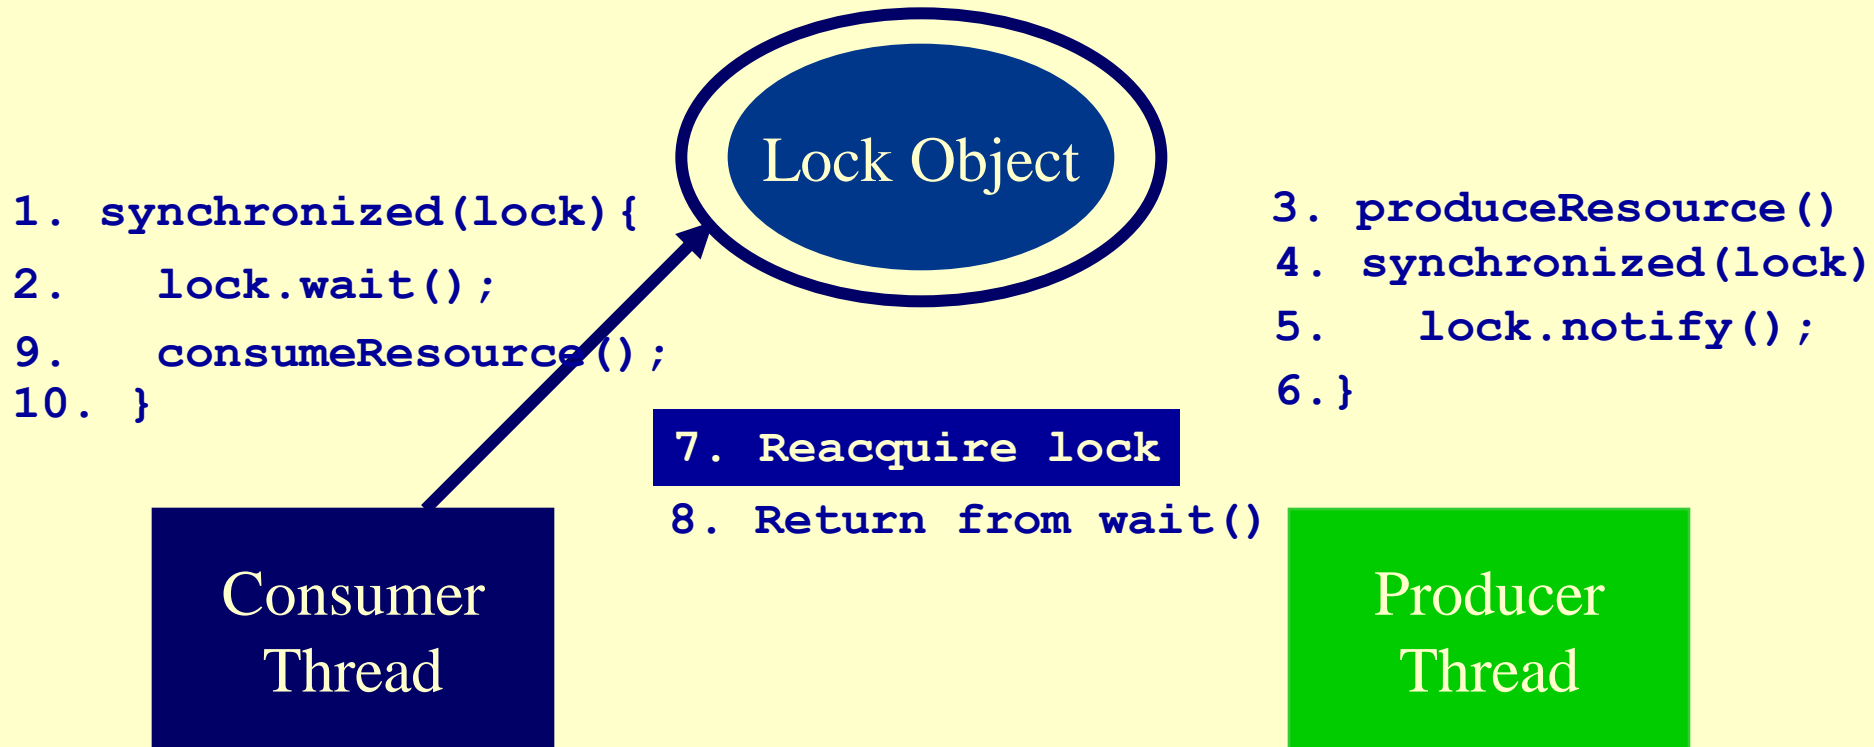 Lock Object
1. synchronized(lock){
2. lock.wait();
9. consumeResource();
10. }
3. produceResource()
4. synchronized(lock)
5. lock.notify();
6.}
7. Reacquire lock
8. Return from wait()
Consumer
Thread
Producer
Thread